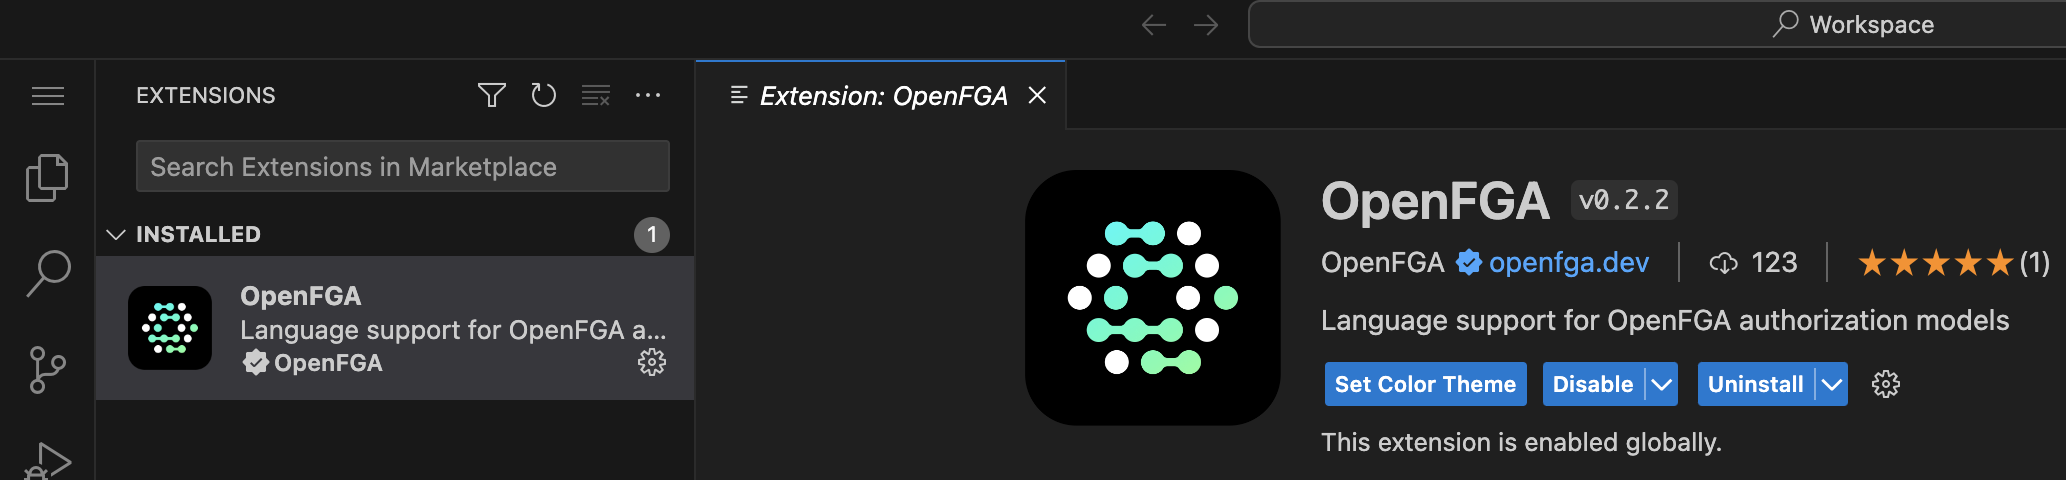 Workspace
EXTENSIONS
Search Extensions in Marketplace
INSTALLED 1
OpenFGA
Language support for OpenFGA a...
OpenFGA
Extension: OpenFGA
OpenFGA v0.2.2
OpenFGA openfga.dev 123 (1)
Language support for OpenFGA authorization models
Set Color Theme Disable Uninstall
This extension is enabled globally.